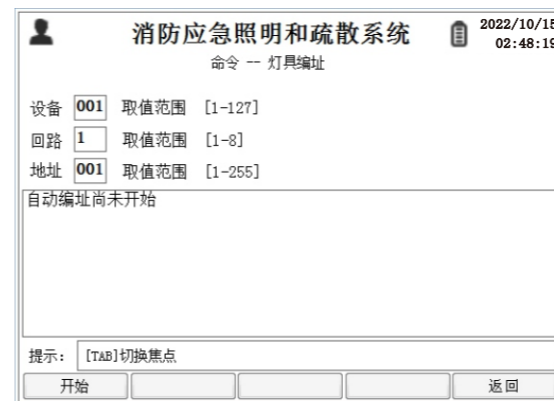 消防应急照明和疏散系统
2022/10/15
02:48:19
命令 -- 灯具编址
设备 001 取值范围 [1-127]
回路 1 取值范围 [1-8]
地址 001 取值范围 [1-255]
自动编址尚未开始
提示： [TAB]切换焦点
开始 返回